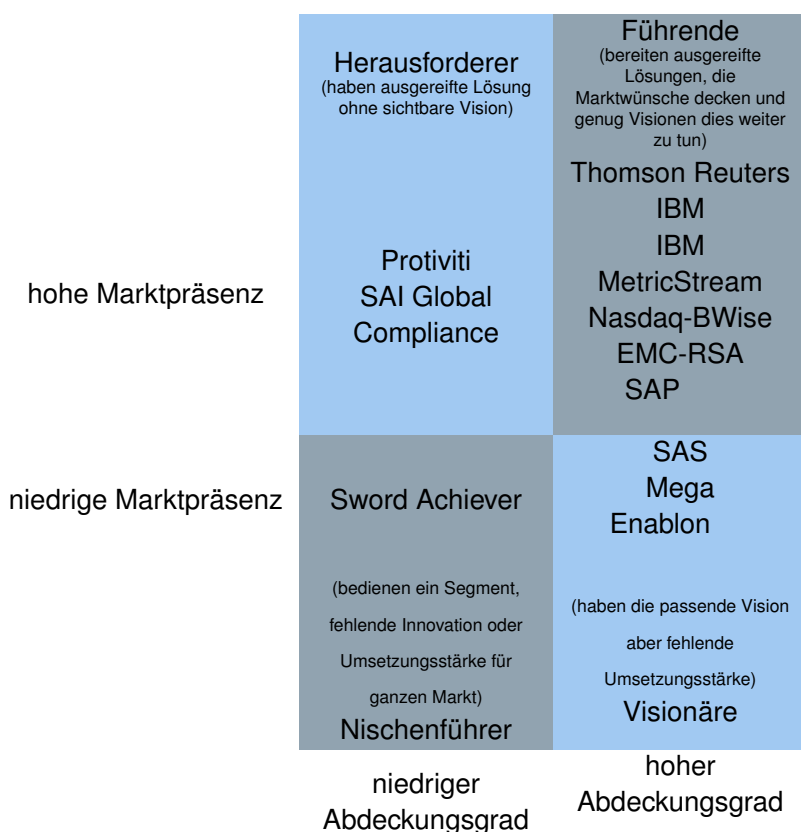 Herausforderer
(haben ausgereifte Lösung
ohne sichtbare Vision)
Führende
(bereiten ausgereifte
Lösungen, die
Marktwünsche decken und
genug Visionen dies weiter
zu tun)
hohe Marktpräsenz
Protiviti
SAI Global
Compliance
Thomson Reuters
IBM
IBM
MetricStream
Nasdaq-BWise
EMC-RSA
SAP
niedrige Marktpräsenz
Sword Achiever
(bedienen ein Segment,
fehlende Innovation oder
Umsetzungsstärke für
ganzen Markt)
Nischenführer
SAS
Mega
Enablon
(haben die passende Vision
aber fehlende
Umsetzungsstärke)
Visionäre
niedriger
Abdeckungsgrad
hoher
Abdeckungsgrad